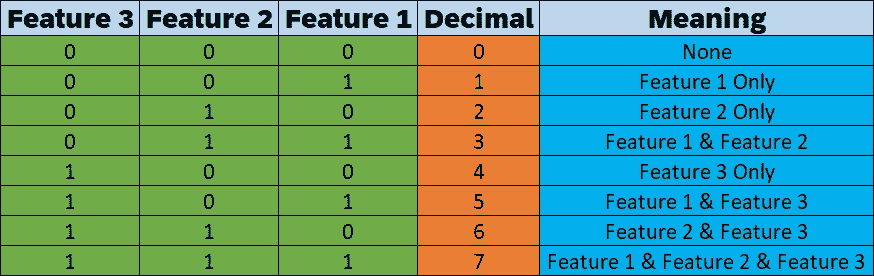 Feature 3 Feature 2 Feature 1 Decimal Meaning
0 0 0 0 None
0 0 1 1 Feature 1 Only
0 1 0 2 Feature 2 Only
0 1 1 3 Feature 1 & Feature 2
1 0 0 4 Feature 3 Only
1 0 1 5 Feature 1 & Feature 3
1 1 0 6 Feature 2 & Feature 3
1 1 1 7 Feature 1 & Feature 2 & Feature 3